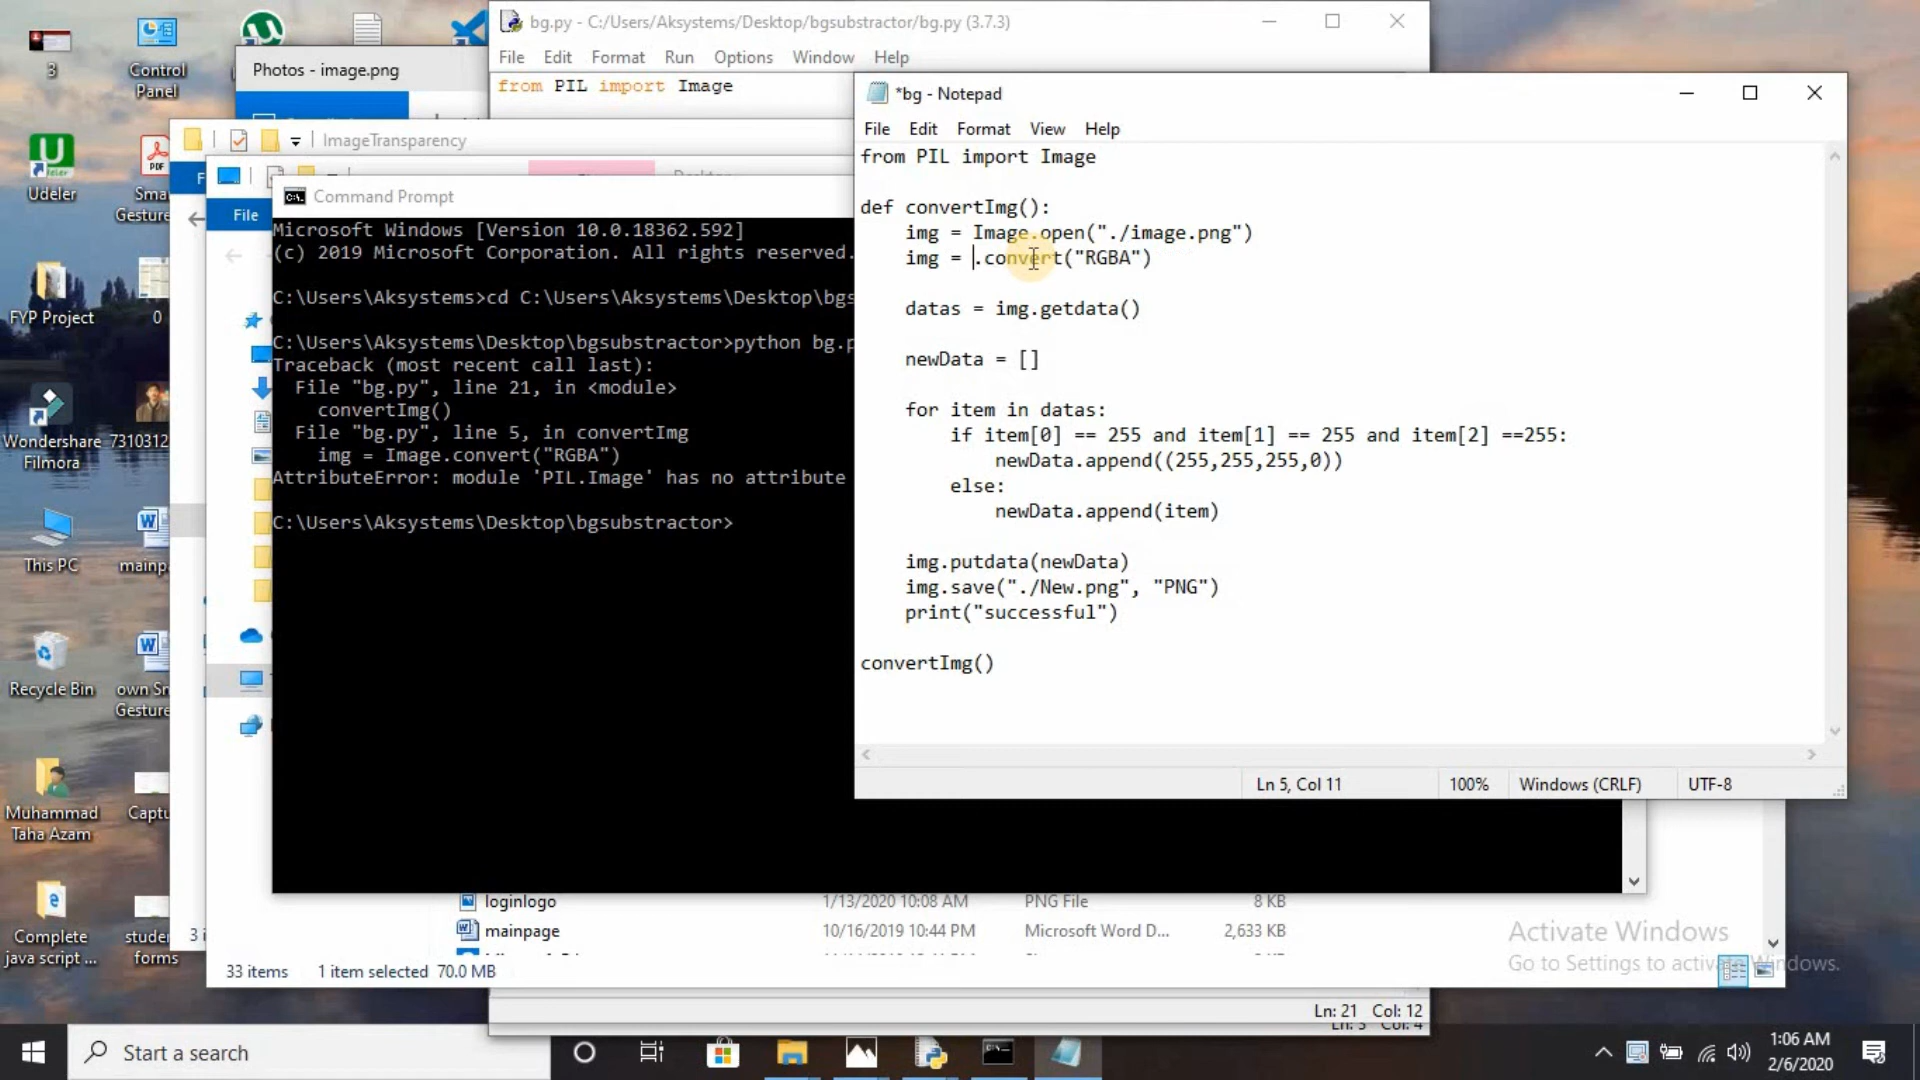 bg.py - C:/Users/Aksystems/Desktop/bgsubstractor/bg.py (3.7.3)
File Edit Format Run Options Window Help
from PIL import Image
Photos - image.png
ImageTransparency
File
Command Prompt
Microsoft Windows [Version 10.0.18362.592]
(c) 2019 Microsoft Corporation. All rights reserved.
C:\Users\Aksystems>cd C:\Users\Aksystems\Desktop\bgs
C:\Users\Aksystems\Desktop\bgsubstractor>python bg.p
Traceback (most recent call last):
File "bg.py", line 21, in <module>
convertImg()
File "bg.py", line 5, in convertImg
img = Image.convert("RGBA")
AttributeError: module 'PIL.Image' has no attribute
C:\Users\Aksystems\Desktop\bgsubstractor>
*bg - Notepad
File Edit Format View Help
from PIL import Image
def convertImg():
img = Image.open("./image.png")
img = .convert("RGBA")
datas = img.getdata()
newData = []
for item in datas:
if item[0] == 255 and item[1] == 255 and item[2] ==255:
newData.append((255,255,255,0))
else:
newData.append(item)
img.putdata(newData)
img.save("./New.png", "PNG")
print("successful")
convertImg()
Ln 5, Col 11 100% Windows (CRLF) UTF-8
3
Control
Panel
Udeler
PDF
Sma
Gesture
FYP Project
0
Wondershare
Filmora
7310312
This PC
mainpa
Recycle Bin
own Sn
Gesture
Muhammad
Taha Azam
Captu
Complete
java script ...
studen
forms
loginlogo 1/13/2020 10:08 AM PNG File 8 KB
mainpage 10/16/2019 10:44 PM Microsoft Word D... 2,633 KB
33 items 1 item selected 70.0 MB
Activate Windows
Go to Settings to activate Windows.
Ln: 21 Col: 12
Start a search
1:06 AM
2/6/2020